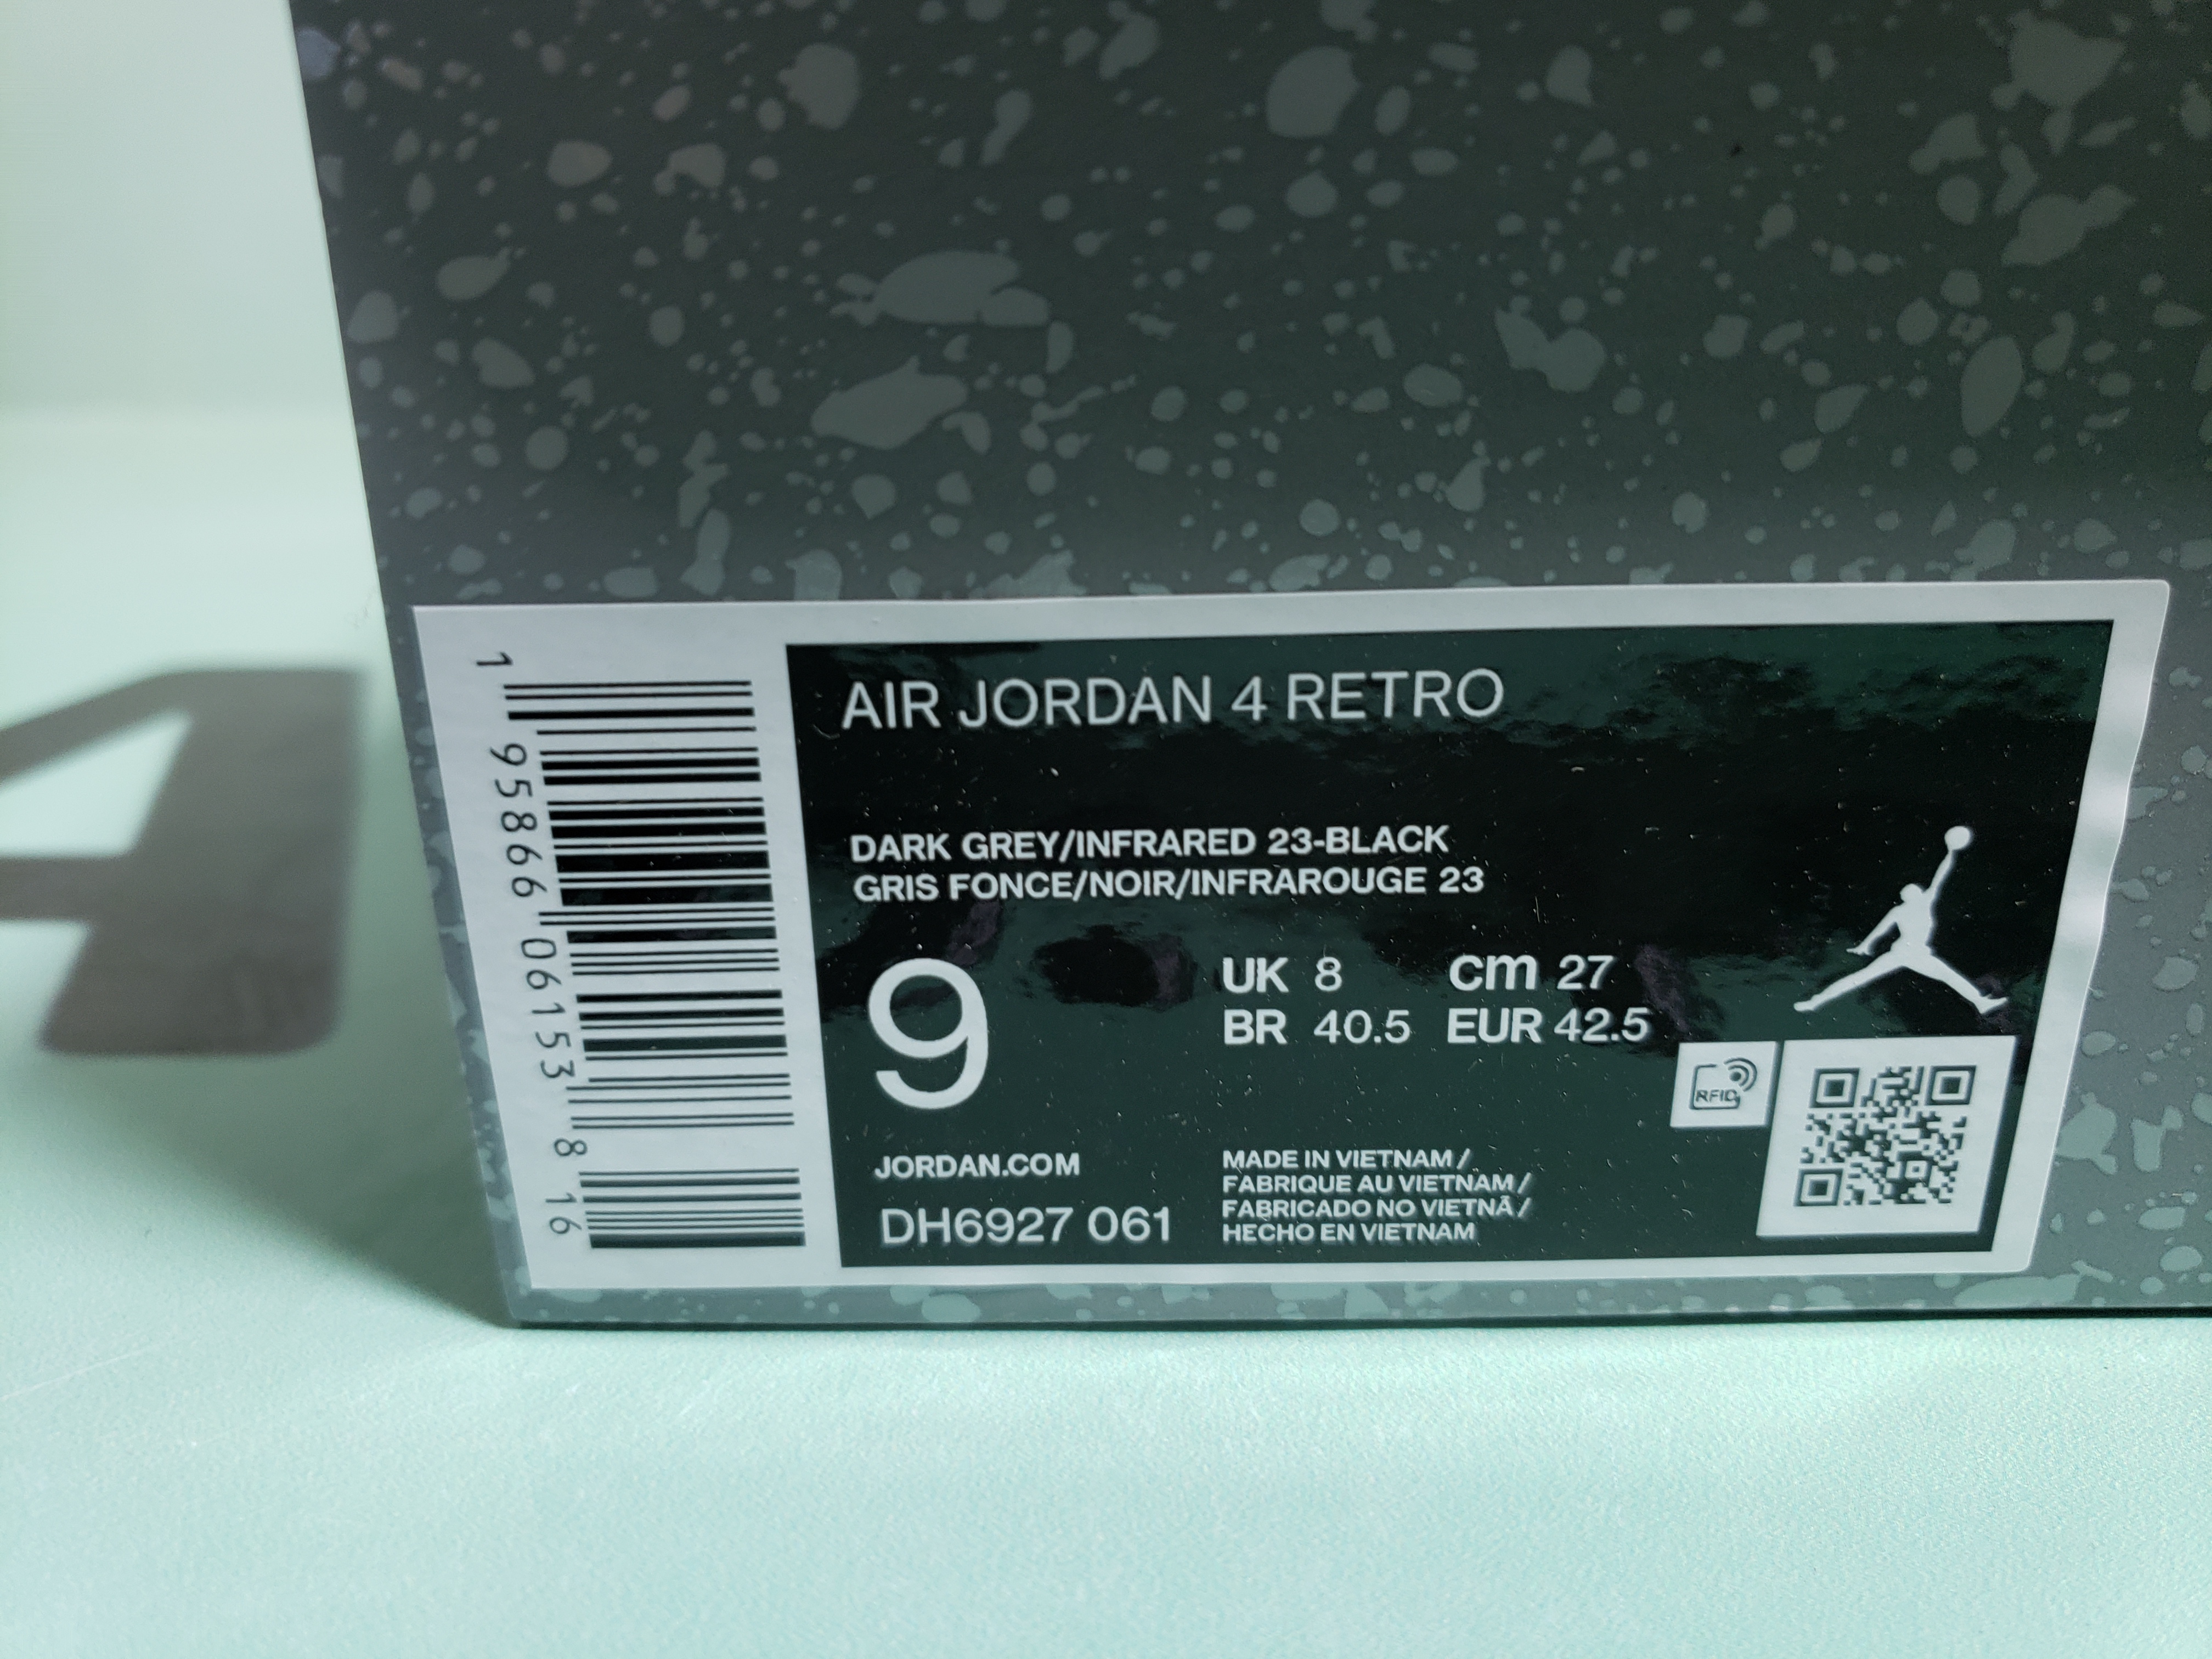 4
1 95866 06153 8 16
AIR JORDAN 4 RETRO
DARK GREY/INFRARED 23-BLACK
GRIS FONCE/NOIR/INFRAROUGE 23
9
UK 8 cm 27
BR 40.5 EUR 42.5
RFID
JORDAN.COM
DH6927 061
MADE IN VIETNAM /
FABRIQUE AU VIETNAM /
FABRICADO NO VIETNÃ /
HECHO EN VIETNAM